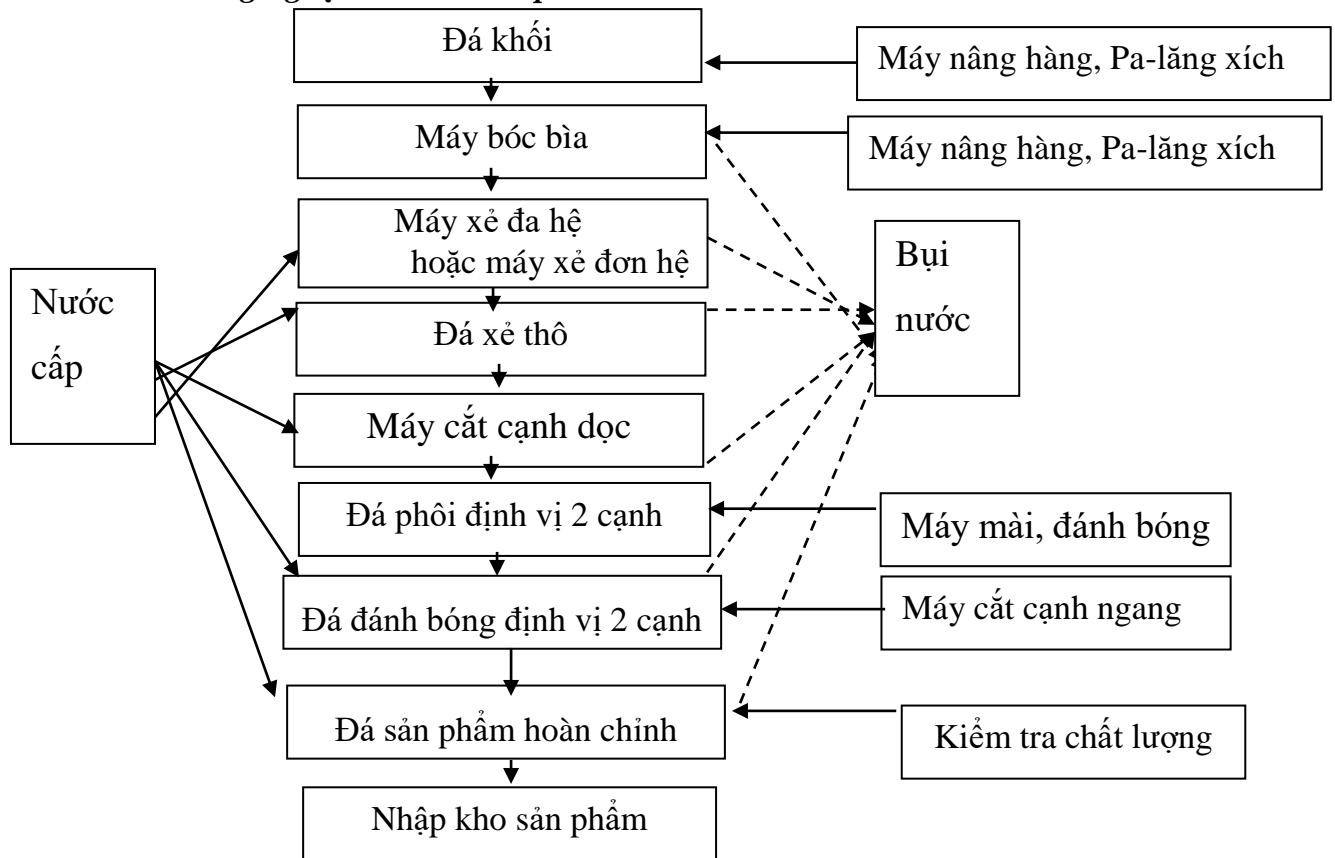 Đá khối
Máy nâng hàng, Pa-lăng xích
Máy bóc bìa
Máy nâng hàng, Pa-lăng xích
Máy xẻ đa hệ
hoặc máy xẻ đơn hệ
Bụi
nước
Nước
cấp
Đá xẻ thô
Máy cắt cạnh dọc
Đá phôi định vị 2 cạnh
Máy mài, đánh bóng
Đá đánh bóng định vị 2 cạnh
Máy cắt cạnh ngang
Đá sản phẩm hoàn chỉnh
Kiểm tra chất lượng
Nhập kho sản phẩm